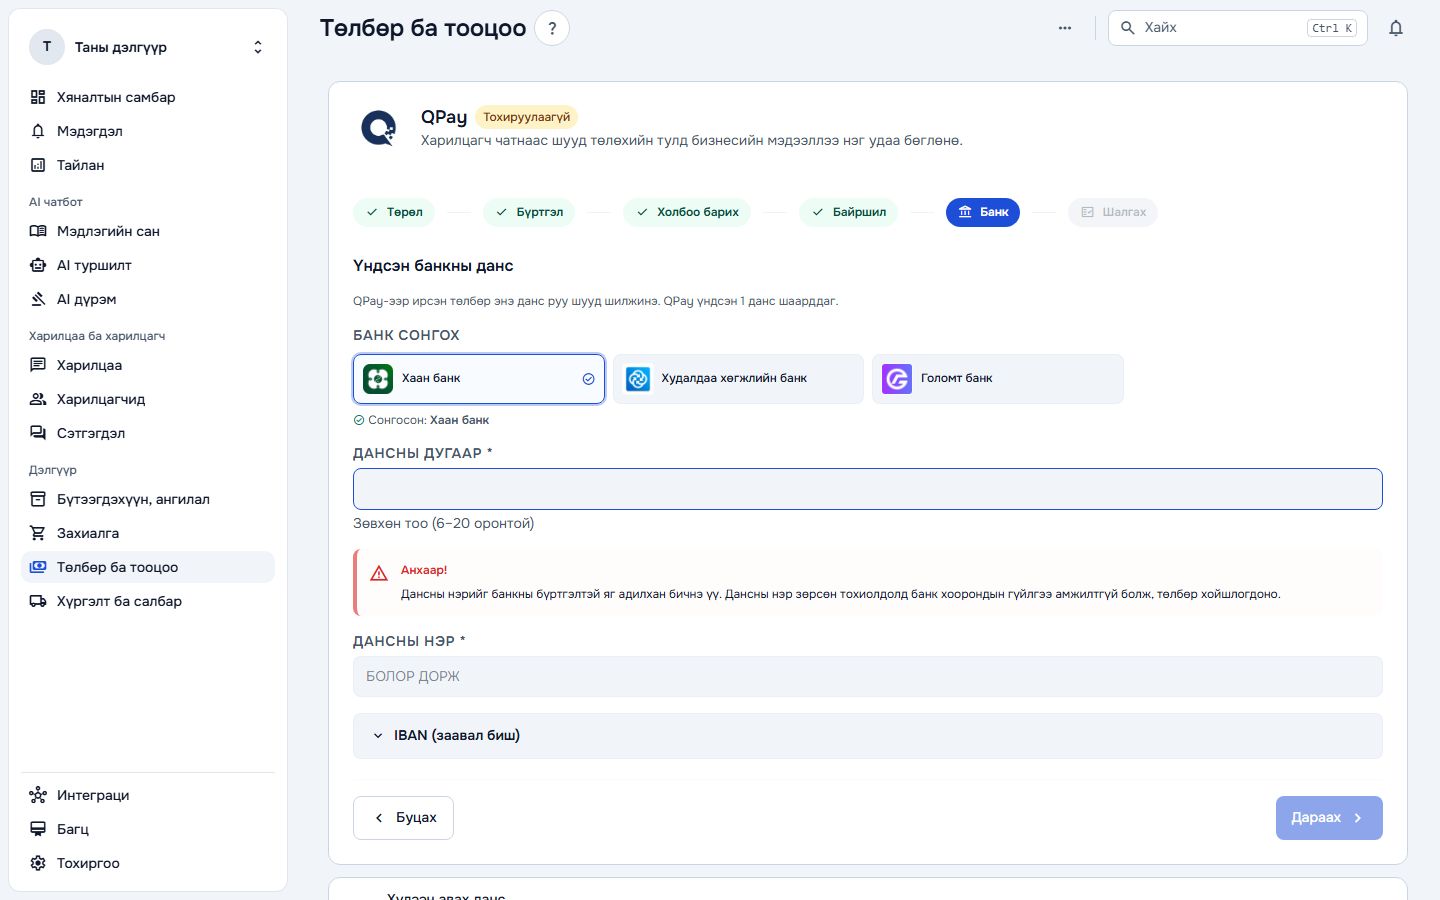 Т Таны дэлгүүр
Хяналтын самбар
Мэдэгдэл
Тайлан
AI чатбот
Мэдлэгийн сан
AI туршилт
AI дүрэм
Харилцаа ба харилцагч
Харилцаа
Харилцагчид
Сэтгэгдэл
Дэлгүүр
Бүтээгдэхүүн, ангилал
Захиалга
Төлбөр ба тооцоо
Хүргэлт ба салбар
Интеграци
Багц
Тохиргоо
Төлбөр ба тооцоо ?
Хайх Ctrl K
QPay Тохируулаагүй
Харилцагч чатнаас шууд төлөхийн тулд бизнесийн мэдээллээ нэг удаа бөглөнө.
Төрөл Бүртгэл Холбоо барих Байршил Банк Шалгах
Үндсэн банкны данс
QPay-ээр ирсэн төлбөр энэ данс руу шууд шилжинэ. QPay үндсэн 1 данс шаарддаг.
БАНК СОНГОХ
Хаан банк Худалдаа хөгжлийн банк Голомт банк
Сонгосон: Хаан банк
ДАНСНЫ ДУГААР *
Зөвхөн тоо (6–20 оронтой)
Анхаар!
Дансны нэрийг банкны бүртгэлтэй яг адилхан бичнэ үү. Дансны нэр зөрсөн тохиолдолд банк хоорондын гүйлгээ амжилтгүй болж, төлбөр хойшлогдоно.
ДАНСНЫ НЭР *
БОЛОР ДОРЖ
IBAN (заавал биш)
Буцах Дараах
Хүлээн авах данс